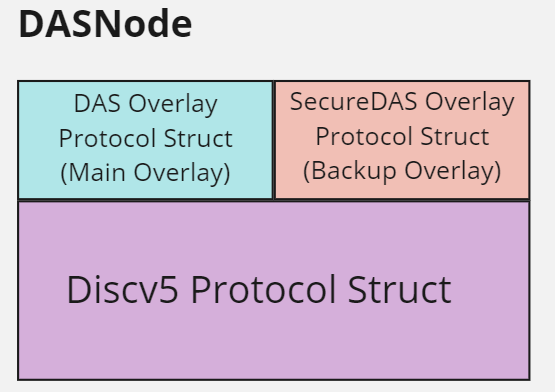 DASNode
DAS Overlay
Protocol Struct
(Main Overlay)
SecureDAS Overlay
Protocol Struct
(Backup Overlay)
Discv5 Protocol Struct